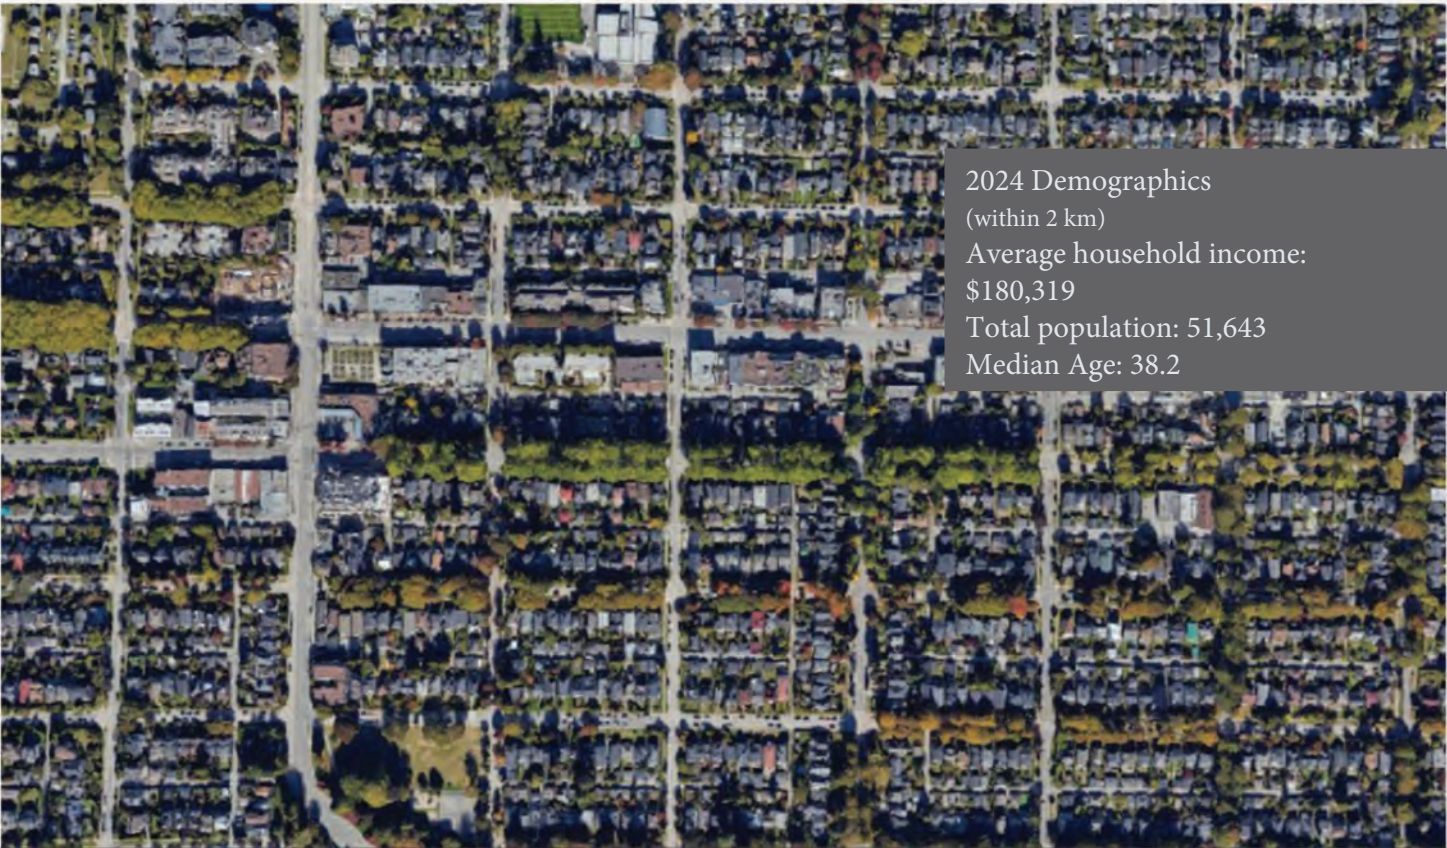 2024 Demographics
(within 2 km)
Average household income:
$180,319
Total population: 51,643
Median Age: 38.2